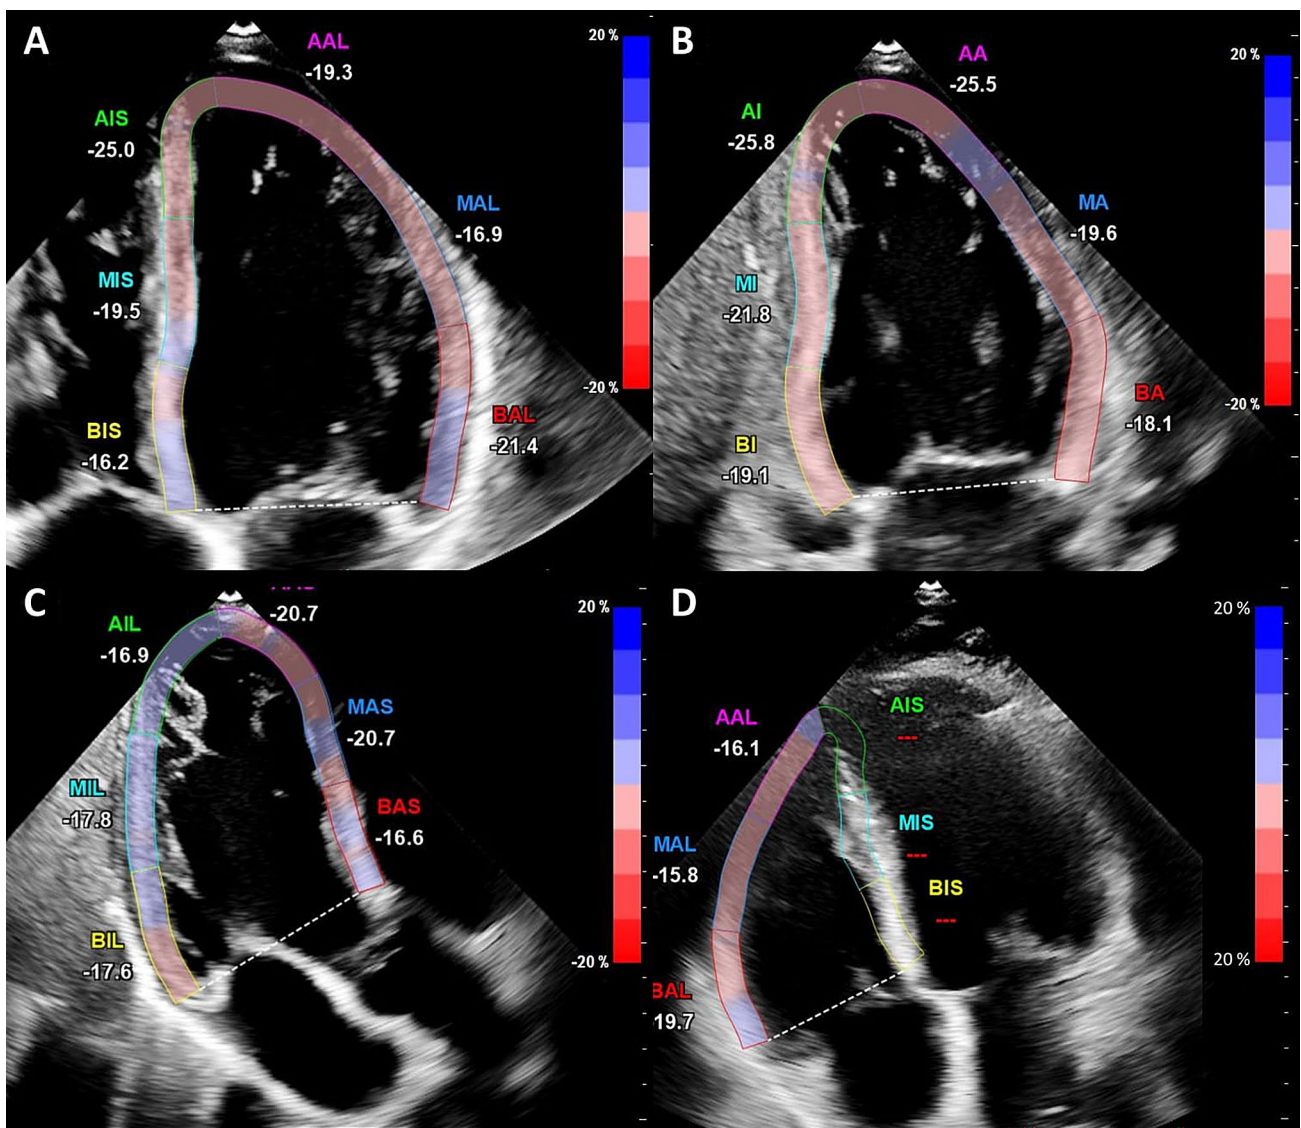 A
20 %
AAL
-19.3
AIS
-25.0
MAL
-16.9
MIS
-19.5
-20 %
BIS
-16.2
BAL
-21.4
B
20 %
AA
-25.5
AI
-25.8
MA
-19.6
MI
-21.8
-20 %
BA
-18.1
BI
-19.1
C
20 %
-20.7
AIL
-16.9
MAS
-20.7
MIL
-17.8
BAS
-16.6
BIL
-17.6
-20 %
D
20 %
AIS
---
AAL
-16.1
MIS
---
MAL
-15.8
BIS
---
20 %
BAL
19.7